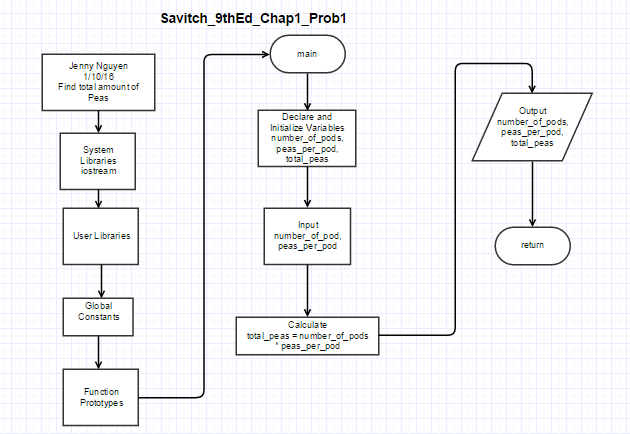 Savitch_9thEd_Chap1_Prob1
Jenny Nguyen
1/10/16
Find total amount of
Peas
System
Libraries
iostream
User Libraries
Global
Constants
Function
Prototypes
main
Declare and
Initialize Variables
number_of_pods,
peas_per_pod,
total_peas
Input
number_of_pod,
peas_per_pod
Calculate
total_peas = number_of_pods
* peas_per_pod
Output
number_of_pods,
peas_per_pod,
total_peas
return